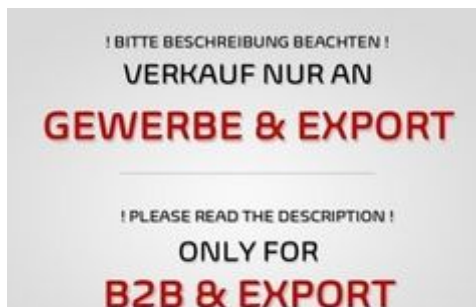 ! BITTE BESCHREIBUNG BEACHTEN !
VERKAUF NUR AN
GEWERBE & EXPORT
! PLEASE READ THE DESCRIPTION !
ONLY FOR
B2B & EXPORT